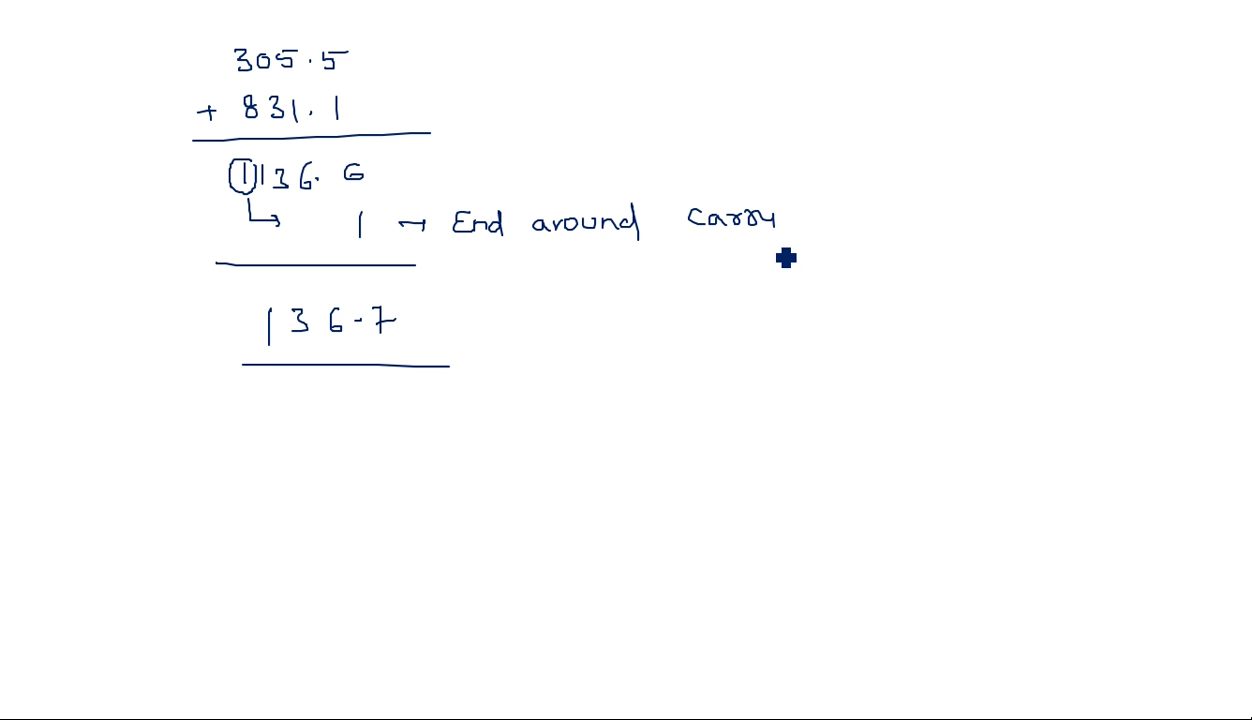 305.5
+ 831.1
1136.6
1 → End around carry
136.7